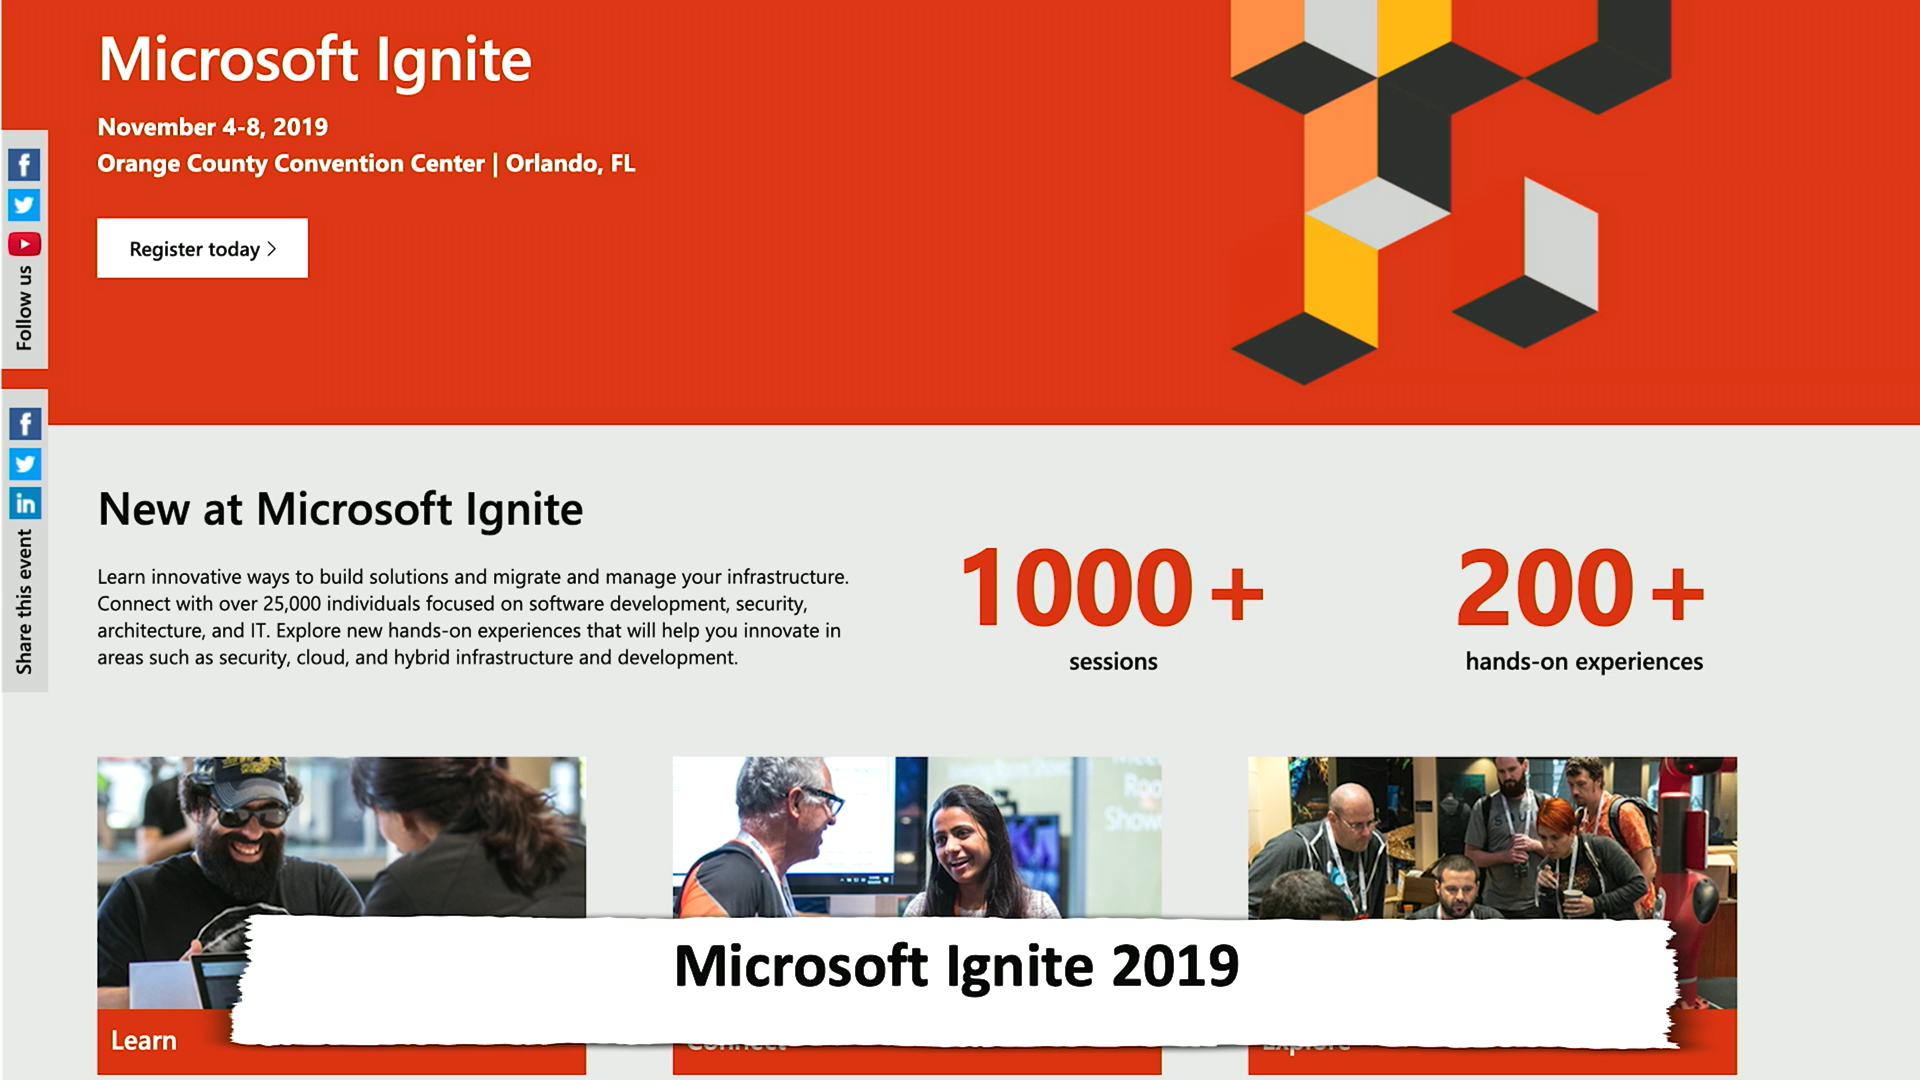 Microsoft Ignite
November 4-8, 2019
Orange County Convention Center | Orlando, FL
Register today >
Follow us
Share this event
in
New at Microsoft Ignite
Learn innovative ways to build solutions and migrate and manage your infrastructure.
Connect with over 25,000 individuals focused on software development, security,
architecture, and IT. Explore new hands-on experiences that will help you innovate in
areas such as security, cloud, and hybrid infrastructure and development.
1000+
sessions
200+
hands-on experiences
Microsoft Ignite 2019
Learn
Connect
Explore